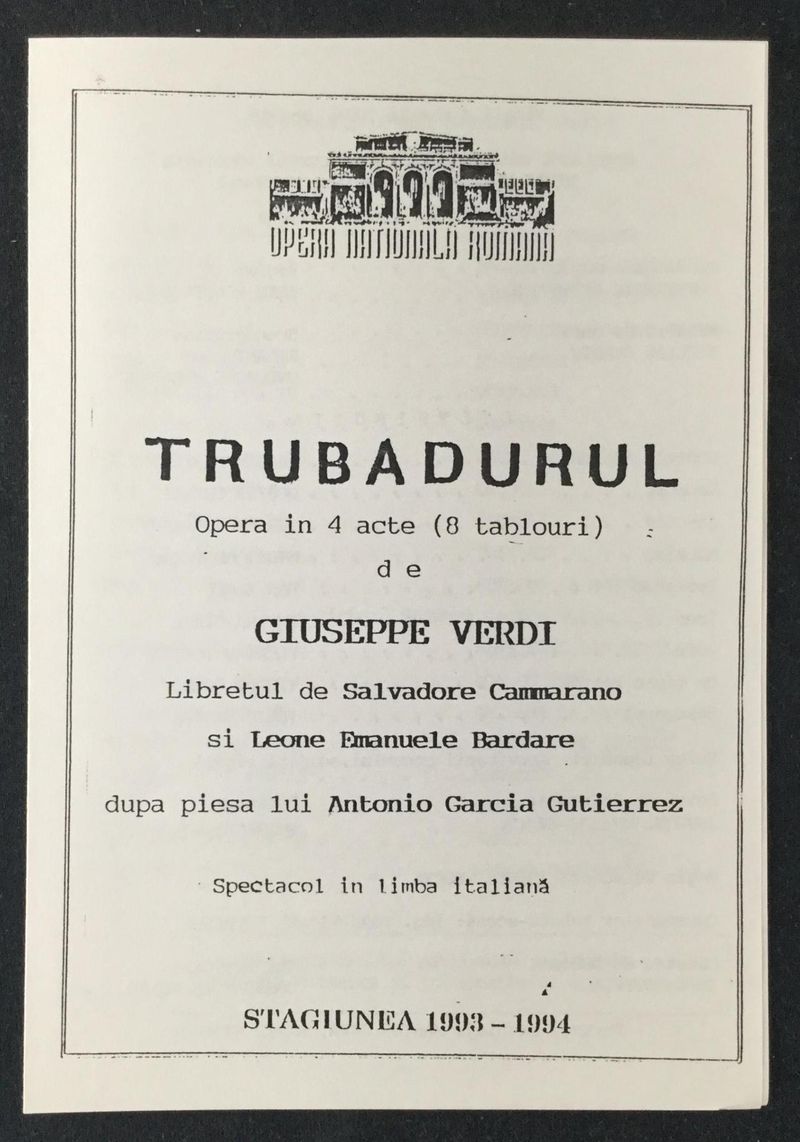 OPERA NATIONALA ROMANA
TRUBADURUL
Opera in 4 acte (8 tablouri)
de
GIUSEPPE VERDI
Libretul de Salvadore Cammarano
si Leone Emanuele Bardare
dupa piesa lui Antonio Garcia Gutierrez
Spectacol in limba italiană
STAGIUNEA 1993 – 1994